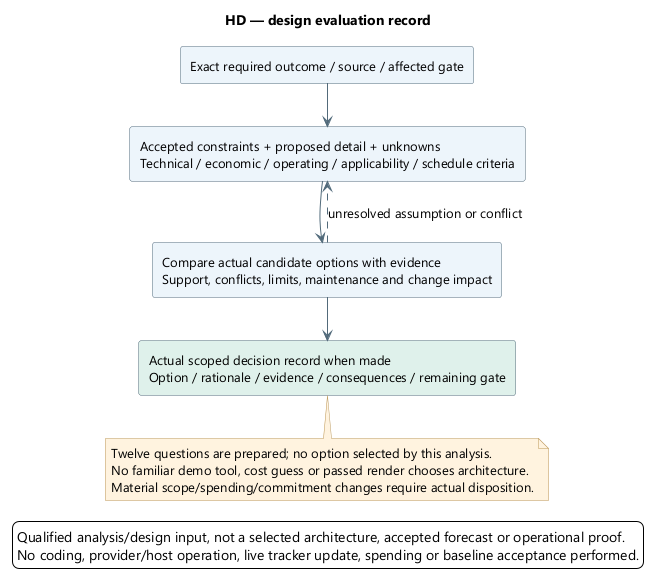 HD — design evaluation record
Exact required outcome / source / affected gate
Accepted constraints + proposed detail + unknowns
Technical / economic / operating / applicability / schedule criteria
unresolved assumption or conflict
Compare actual candidate options with evidence
Support, conflicts, limits, maintenance and change impact
Actual scoped decision record when made
Option / rationale / evidence / consequences / remaining gate
Twelve questions are prepared; no option selected by this analysis.
No familiar demo tool, cost guess or passed render chooses architecture.
Material scope/spending/commitment changes require actual disposition.
Qualified analysis/design input, not a selected architecture, accepted forecast or operational proof.
No coding, provider/host operation, live tracker update, spending or baseline acceptance performed.